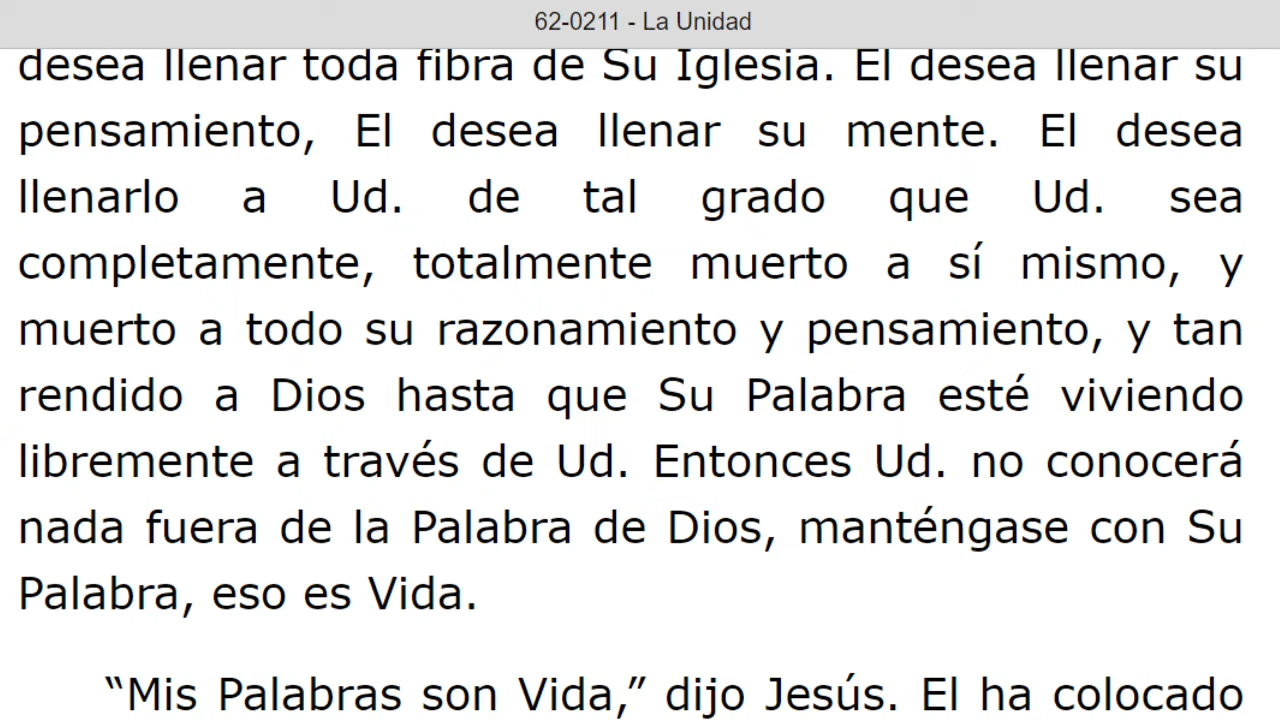 62-0211 - La Unidad
desea llenar toda fibra de Su Iglesia. El desea llenar su
pensamiento, El desea llenar su mente. El desea
llenarlo a Ud. de tal grado que Ud. sea
completamente, totalmente muerto a sí mismo, y
muerto a todo su razonamiento y pensamiento, y tan
rendido a Dios hasta que Su Palabra esté viviendo
libremente a través de Ud. Entonces Ud. no conocerá
nada fuera de la Palabra de Dios, manténgase con Su
Palabra, eso es Vida.
“Mis Palabras son Vida,” dijo Jesús. El ha colocado